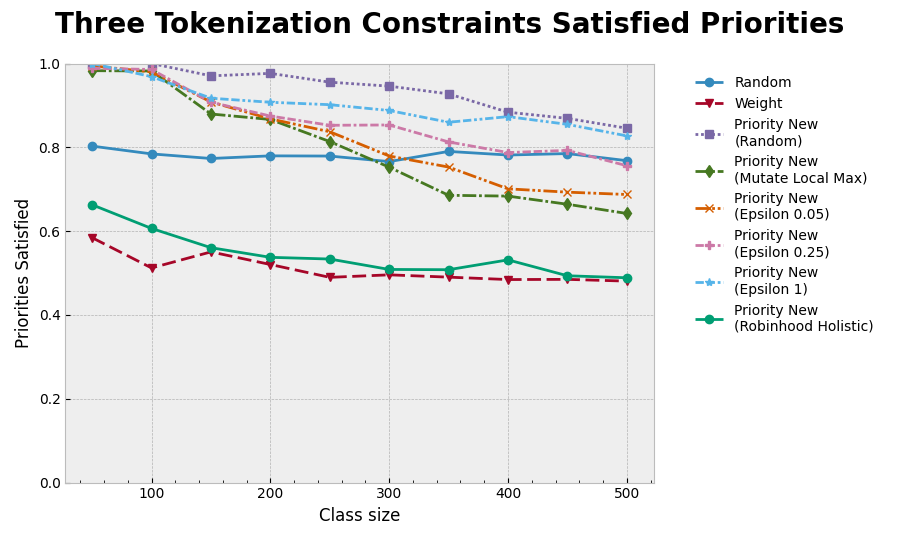 Three Tokenization Constraints Satisfied Priorities
Priorities Satisfied
1.0
0.8
0.6
0.4
0.2
0.0
100
200
300
400
500
Class size
Random
Weight
Priority New
(Random)
Priority New
(Mutate Local Max)
Priority New
(Epsilon 0.05)
Priority New
(Epsilon 0.25)
Priority New
(Epsilon 1)
Priority New
(Robinhood Holistic)